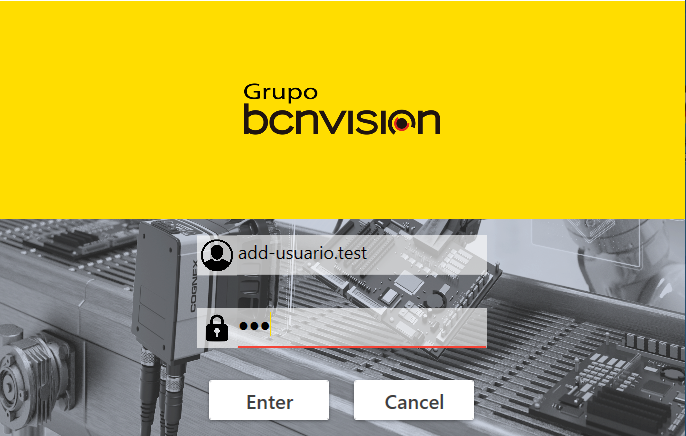 Grupo
bcnvision
COGNEX
add-usuario.test
•••
Enter
Cancel